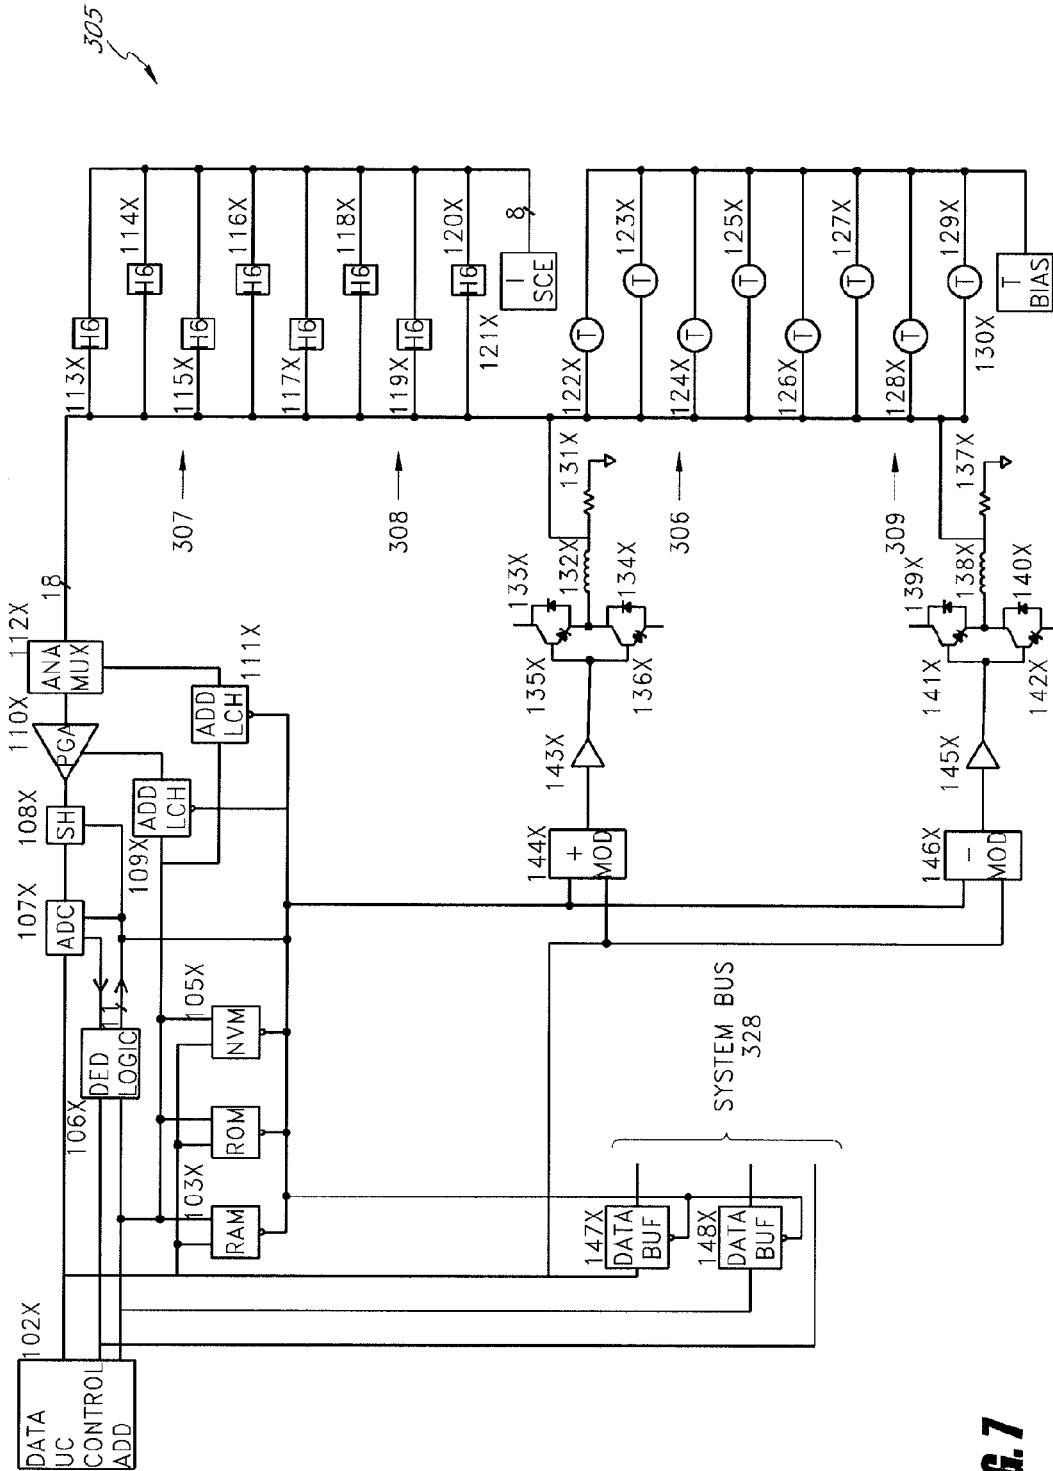 305
113X
H6
114X
H6
115X
H6
116X
H6
117X
H6
118X
H6
119X
H6
120X
H6
121X
I
SCE
8
122X
T
123X
T
124X
T
125X
T
126X
T
127X
T
128X
T
129X
T
130X
T
BIAS
307
308
306
309
18
112X
ANA
MUX
110X
PGA
111X
ADD
LCH
109X
ADD
LCH
108X
SH
107X
ADC
106X
DED
LOGIC
11
105X
NVM
ROM
103X
RAM
102X
DATA
UC
CONTROL
ADD
131X
132X
133X
134X
135X
136X
143X
144X
+
MOD
137X
138X
139X
140X
141X
142X
145X
146X
-
MOD
147X
DATA
BUF
148X
DATA
BUF
SYSTEM BUS
328